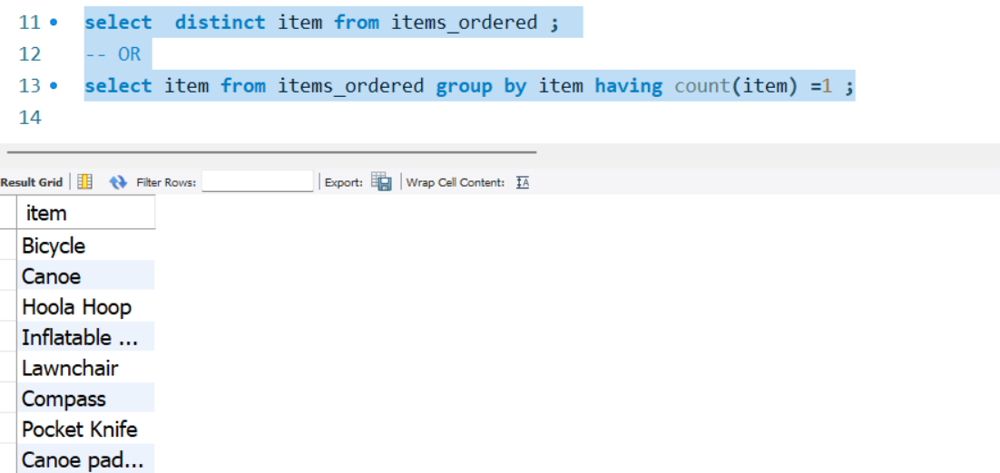 11 select  distinct item from items_ordered ;
12 -- OR
13 select item from items_ordered group by item having count(item) =1 ;
14
Result Grid Filter Rows: Export: Wrap Cell Content: IA
item
Bicycle
Canoe
Hoola Hoop
Inflatable ...
Lawnchair
Compass
Pocket Knife
Canoe pad...